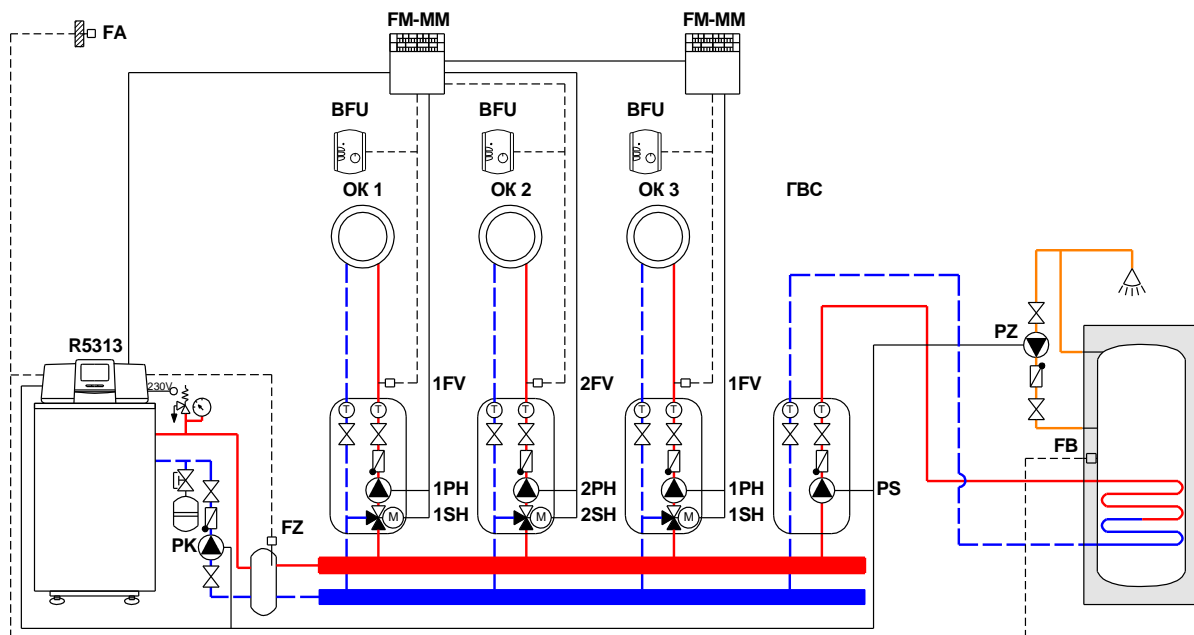 FM-MM
FM-MM
FA
BFU
BFU
BFU
ОК 1
ОК 2
ОК 3
ГВС
PZ
R5313
230V
1FV
2FV
1FV
T
T
T
T
T
T
T
T
FB
1PH
2PH
1PH
PS
M
1SH
M
2SH
M
1SH
FZ
PK